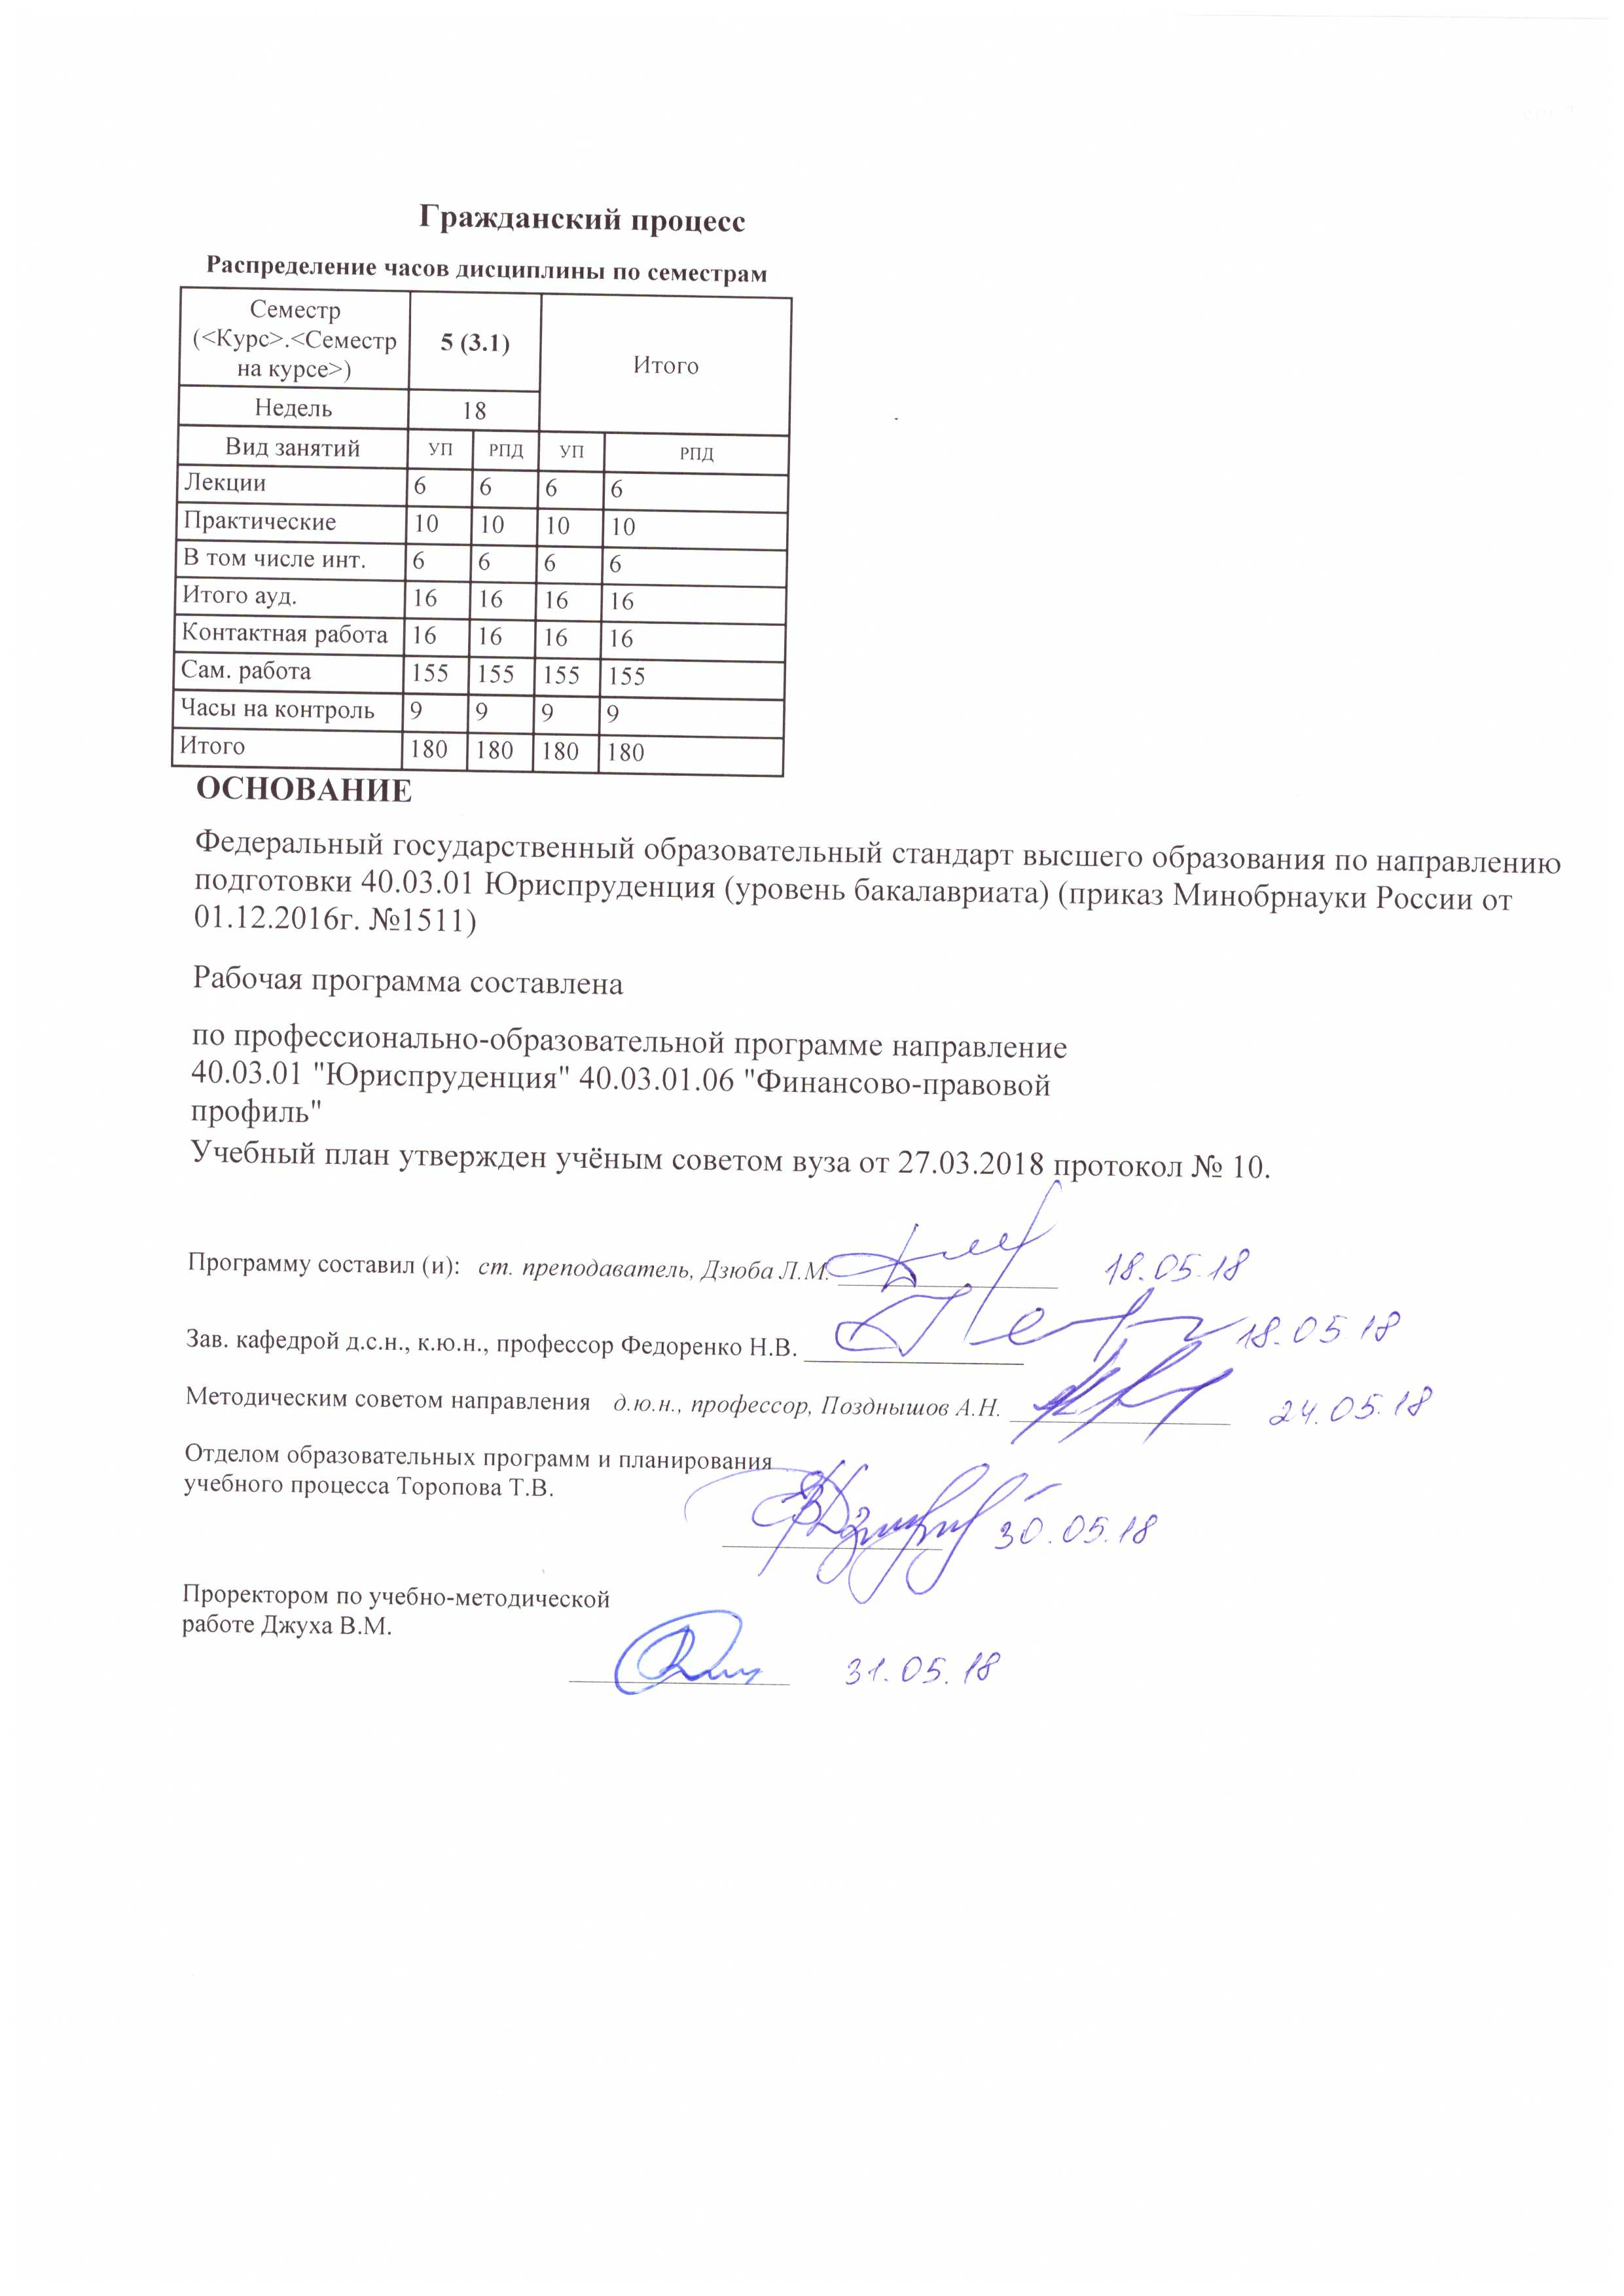 Гражданский процесс
Распределение часов дисциплины по семестрам
Семестр
(<Курс>.<Семестр
на курсе>)
5 (3.1)
Итого
Недель 18
Вид занятий УП РПД УП РПД
Лекции 6 6 6 6
Практические 10 10 10 10
В том числе инт. 6 6 6 6
Итого ауд. 16 16 16 16
Контактная работа 16 16 16 16
Сам. работа 155 155 155 155
Часы на контроль 9 9 9 9
Итого 180 180 180 180
ОСНОВАНИЕ
Федеральный государственный образовательный стандарт высшего образования по направлению
подготовки 40.03.01 Юриспруденция (уровень бакалавриата) (приказ Минобрнауки России от
01.12.2016г. №1511)
Рабочая программа составлена
по профессионально-образовательной программе направление
40.03.01 "Юриспруденция" 40.03.01.06 "Финансово-правовой
профиль"
Учебный план утвержден учёным советом вуза от 27.03.2018 протокол № 10.
Программу составил (и): ст. преподаватель, Дзюба Л.М. 18.05.18
Зав. кафедрой д.с.н., к.ю.н., профессор Федоренко Н.В. 18.05.18
Методическим советом направления д.ю.н., профессор, Позднышов А.Н. 24.05.18
Отделом образовательных программ и планирования
учебного процесса Торопова Т.В.
30.05.18
Проректором по учебно-методической
работе Джуха В.М.
31.05.18